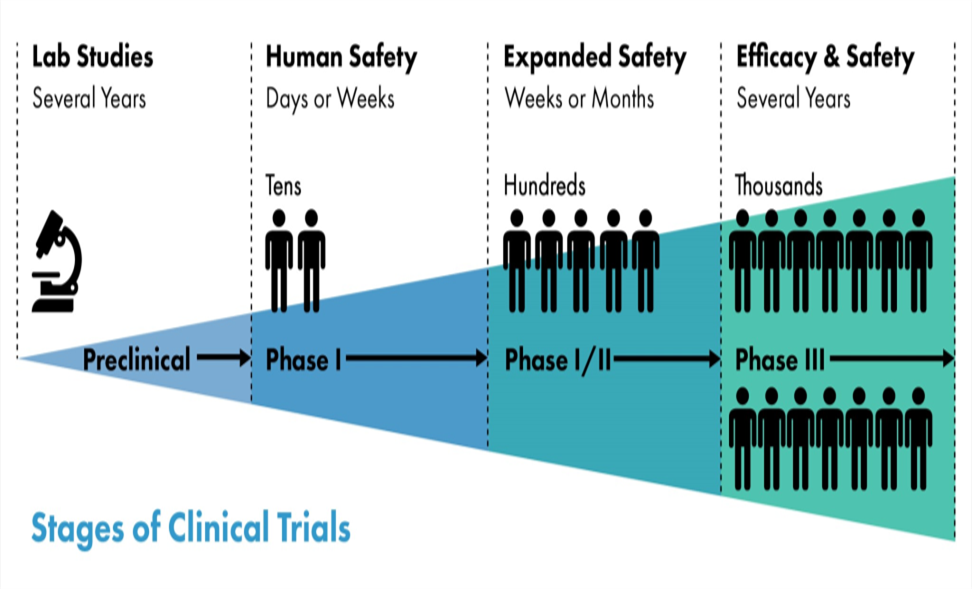 Lab Studies
Several Years
Human Safety
Days or Weeks
Expanded Safety
Weeks or Months
Efficacy & Safety
Several Years
Tens
Hundreds
Thousands
Preclinical
Phase I
Phase I/II
Phase III
Stages of Clinical Trials